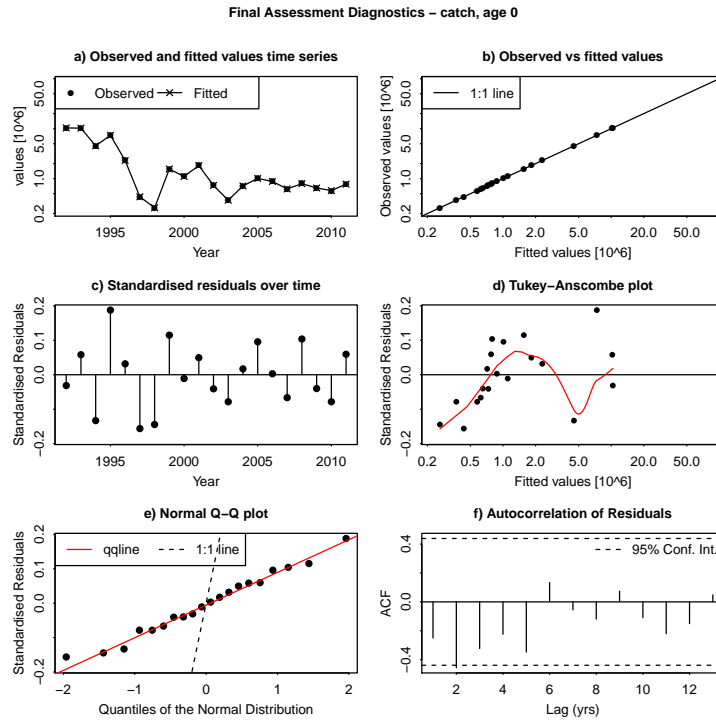 Final Assessment Diagnostics − catch, age 0
a) Observed and fitted values time series
values [10^6]
50.0
5.0
1.0
0.2
Observed
Fitted
1995
2000
2005
2010
Year
b) Observed vs fitted values
Observed values [10^6]
50.0
5.0
1.0
0.2
1:1 line
0.2
0.5
1.0
2.0
5.0
20.0
50.0
Fitted values [10^6]
c) Standardised residuals over time
Standardised Residuals
0.2
0.1
0.0
−0.2
1995
2000
2005
2010
Year
d) Tukey−Anscombe plot
Standardised Residuals
0.2
0.1
0.0
−0.2
0.2
0.5
1.0
2.0
5.0
20.0
50.0
Fitted values [10^6]
e) Normal Q−Q plot
Standardised Residuals
0.2
0.1
0.0
−0.2
qqline
1:1 line
−2
−1
0
1
2
Quantiles of the Normal Distribution
f) Autocorrelation of Residuals
ACF
0.4
0.0
−0.4
95% Conf. Int.
2
4
6
8
10
12
Lag (yrs)